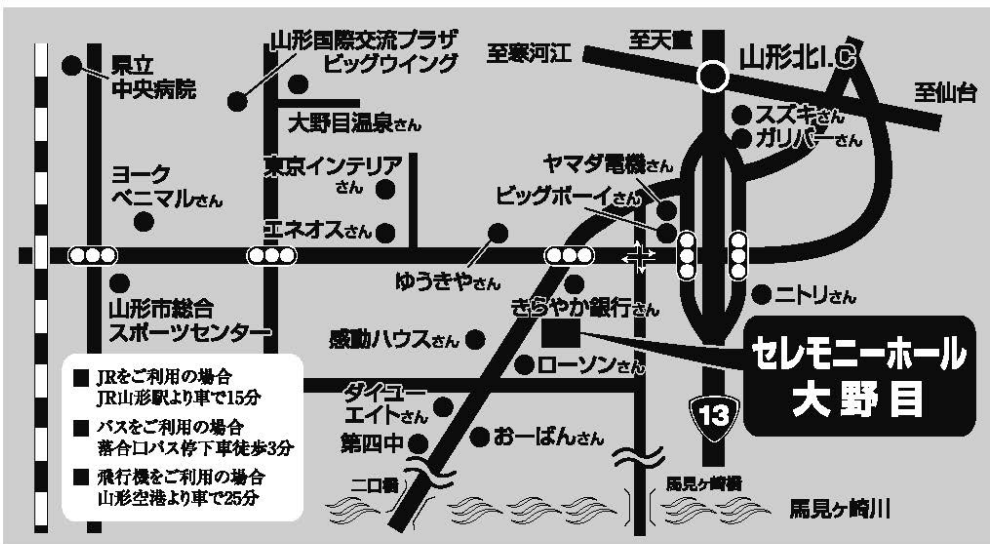 県立
中央病院
山形国際交流プラザ
ビッグウイング
至寒河江
至天童
山形北I.C
至仙台
大野目温泉さん
スズキさん
ガリバーさん
ヨーク
ベニマルさん
東京インテリア
さん
ヤマダ電機さん
ビッグボーイさん
エネオスさん
ゆうきやさん
山形市総合
スポーツセンター
きらやか銀行さん
ニトリさん
感動ハウスさん
ローソンさん
セレモニーホール
大野目
■ JRをご利用の場合
JR山形駅より車で15分
■ バスをご利用の場合
落合口バス停下車徒歩3分
■ 飛行機をご利用の場合
山形空港より車で25分
ダイユー
エイトさん
第四中
おーばんさん
13
二口橋
馬見ヶ崎橋
馬見ヶ崎川